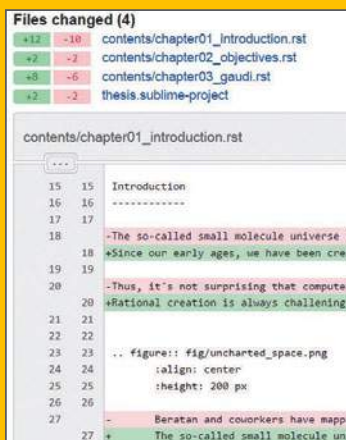 Files changed (4)
+12 -10 contents/chapter01_introduction.rst
+2 -2 contents/chapter02_objectives.rst
+8 -6 contents/chapter03_gaudi.rst
+2 -2 thesis.sublime-project
contents/chapter01_introduction.rst
...
15 15 Introduction
16 16 ------------
17 17
18 -The so-called small molecule universe
18 +Since our early ages, we have been cre
19 19
20 -Thus, it's not surprising that compute
20 +Rational creation is always challening
21 21
22 22
23 23 .. figure:: fig/uncharted_space.png
24 24 :align: center
25 25 :height: 200 px
26 26
27 - Beratan and coworkers have mapp
27 + The so-called small molecule un